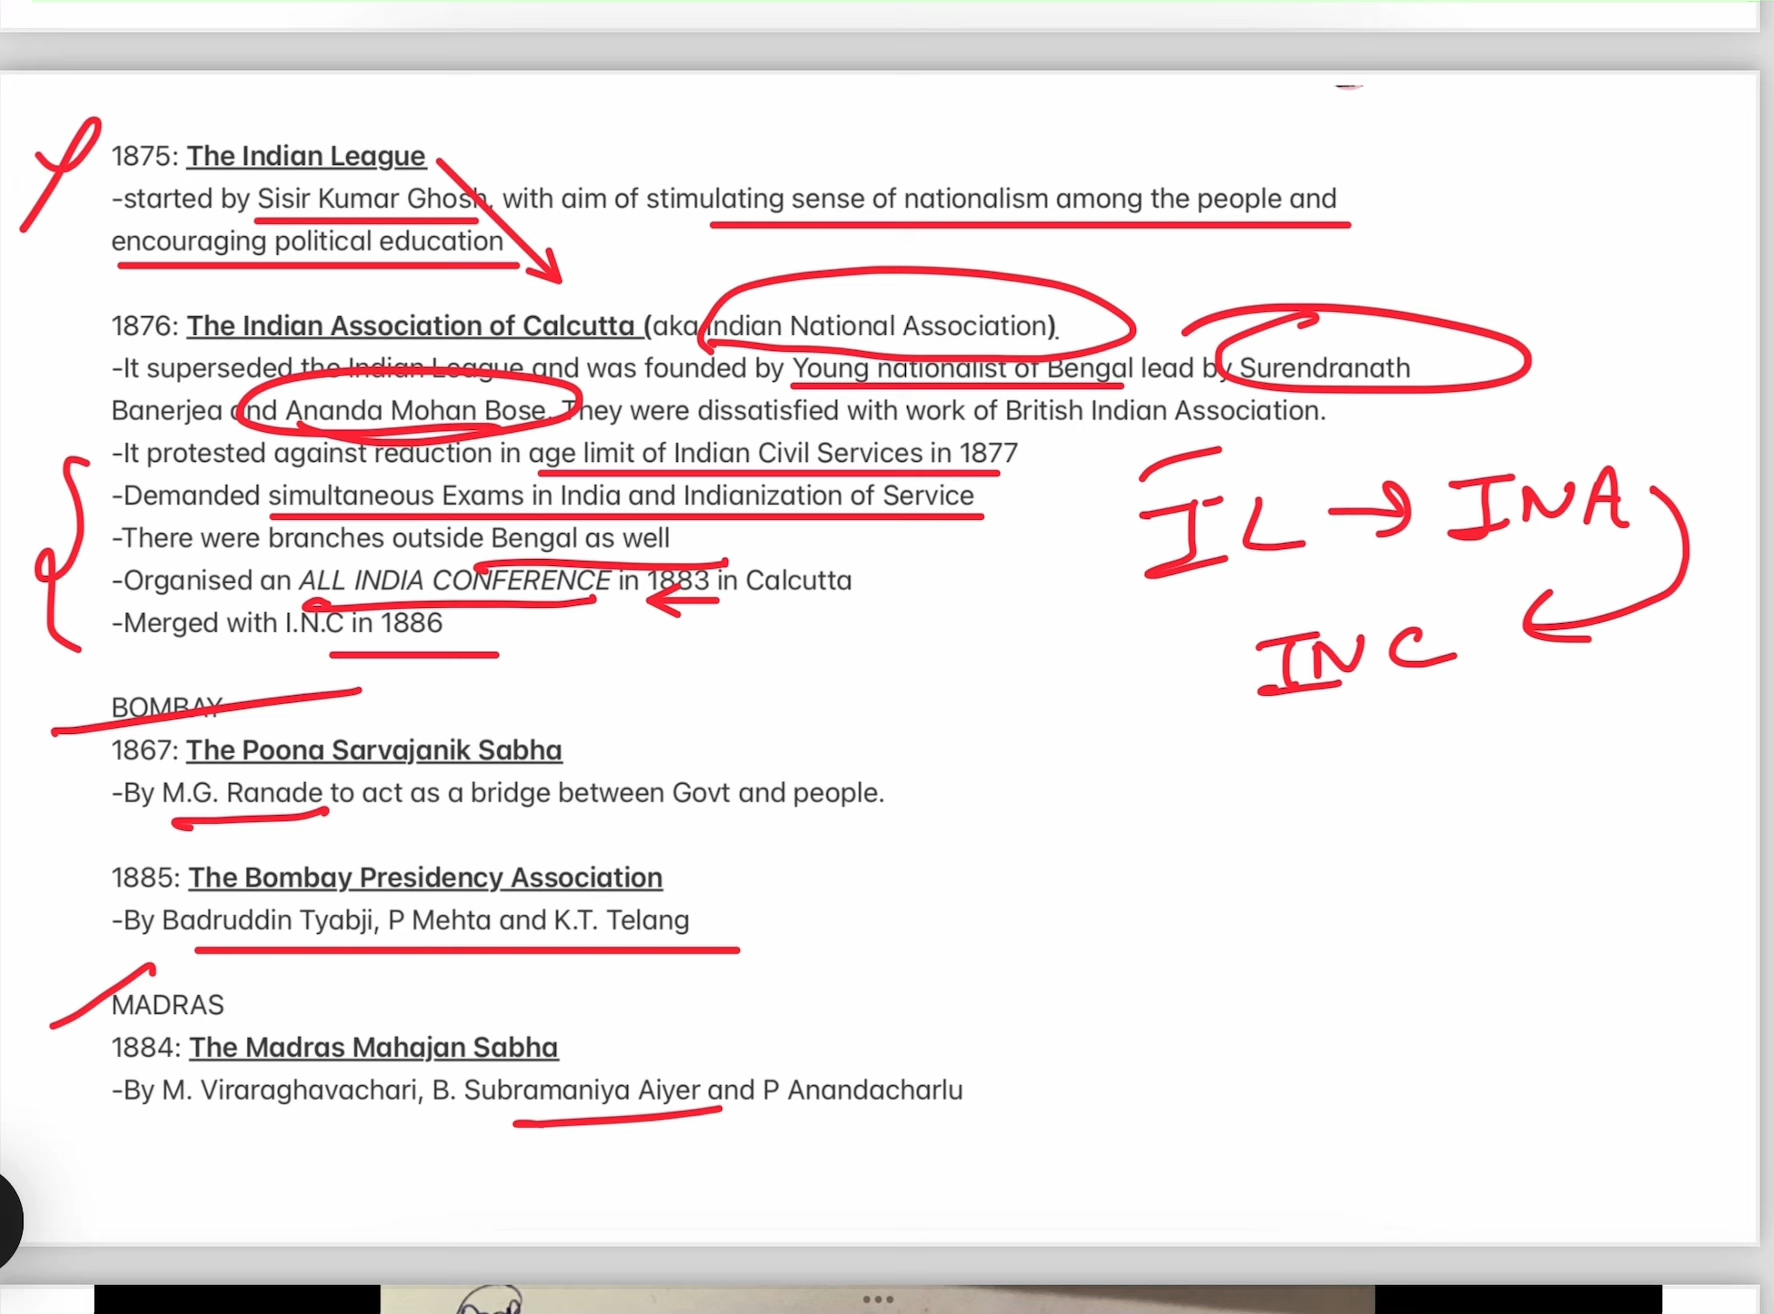 1875: The Indian League
-started by Sisir Kumar Ghosh, with aim of stimulating sense of nationalism among the people and
encouraging political education
1876: The Indian Association of Calcutta (aka Indian National Association)
-It superseded the Indian League and was founded by Young nationalist of Bengal lead by Surendranath
Banerjea and Ananda Mohan Bose. They were dissatisfied with work of British Indian Association.
-It protested against reduction in age limit of Indian Civil Services in 1877
-Demanded simultaneous Exams in India and Indianization of Service
-There were branches outside Bengal as well
-Organised an ALL INDIA CONFERENCE in 1883 in Calcutta
-Merged with I.N.C in 1886
IL → INA
INC
BOMBAY
1867: The Poona Sarvajanik Sabha
-By M.G. Ranade to act as a bridge between Govt and people.
1885: The Bombay Presidency Association
-By Badruddin Tyabji, P Mehta and K.T. Telang
MADRAS
1884: The Madras Mahajan Sabha
-By M. Viraraghavachari, B. Subramaniya Aiyer and P Anandacharlu